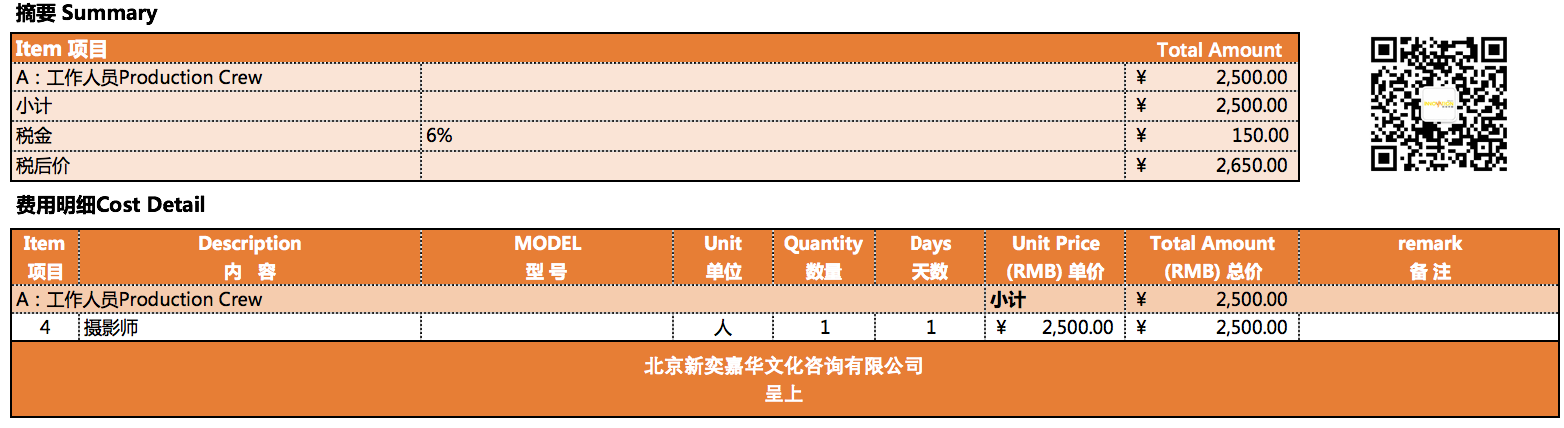 摘要 Summary
Item 项目 Total Amount
A：工作人员Production Crew ¥ 2,500.00
小计 ¥ 2,500.00
税金 6% ¥ 150.00
税后价 ¥ 2,650.00
费用明细Cost Detail
Item Description MODEL Unit Quantity Days Unit Price Total Amount remark
项目 内 容 型 号 单位 数量 天数 (RMB) 单价 (RMB) 总价 备 注
A：工作人员Production Crew 小计 ¥ 2,500.00
4 摄影师 人 1 1 ¥ 2,500.00 ¥ 2,500.00
北京新奕嘉华文化咨询有限公司
呈上